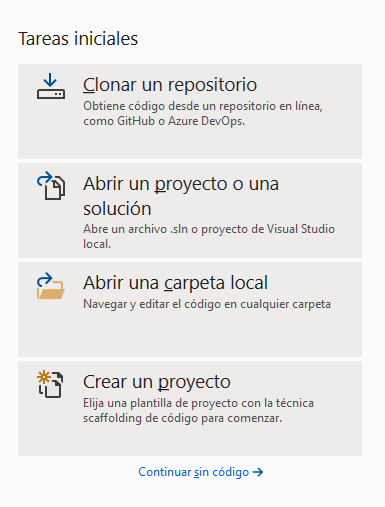 Tareas iniciales
Clonar un repositorio
Obtiene código desde un repositorio en línea,
como GitHub o Azure DevOps.
Abrir un proyecto o una
solución
Abre un archivo .sln o proyecto de Visual Studio
local.
Abrir una carpeta local
Navegar y editar el código en cualquier carpeta
Crear un proyecto
Elija una plantilla de proyecto con la técnica
scaffolding de código para comenzar.
Continuar sin código →